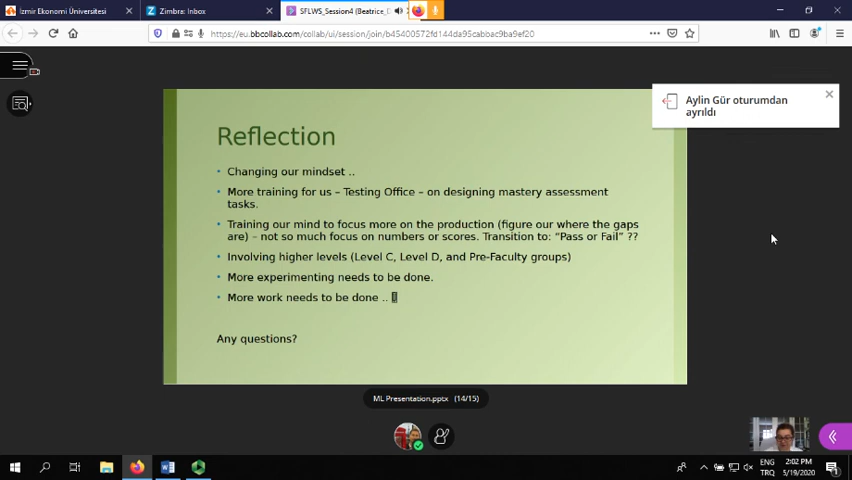 İzmir Ekonomi Üniversitesi
Zimbra: Inbox
SFLWS_Session4 (Beatrice_D
https://eu.bbcollab.com/collab/ui/session/join/b45400572fd144da95cabbac9ba9ef20
Aylin Gür oturumdan
ayrıldı
Reflection
Changing our mindset ..
More training for us – Testing Office – on designing mastery assessment
tasks.
Training our mind to focus more on the production (figure our where the gaps
are) – not so much focus on numbers or scores. Transition to: “Pass or Fail” ??
Involving higher levels (Level C, Level D, and Pre-Faculty groups)
More experimenting needs to be done.
More work needs to be done ..
Any questions?
ML Presentation.pptx (14/15)
ENG
TRQ
2:02 PM
5/19/2020